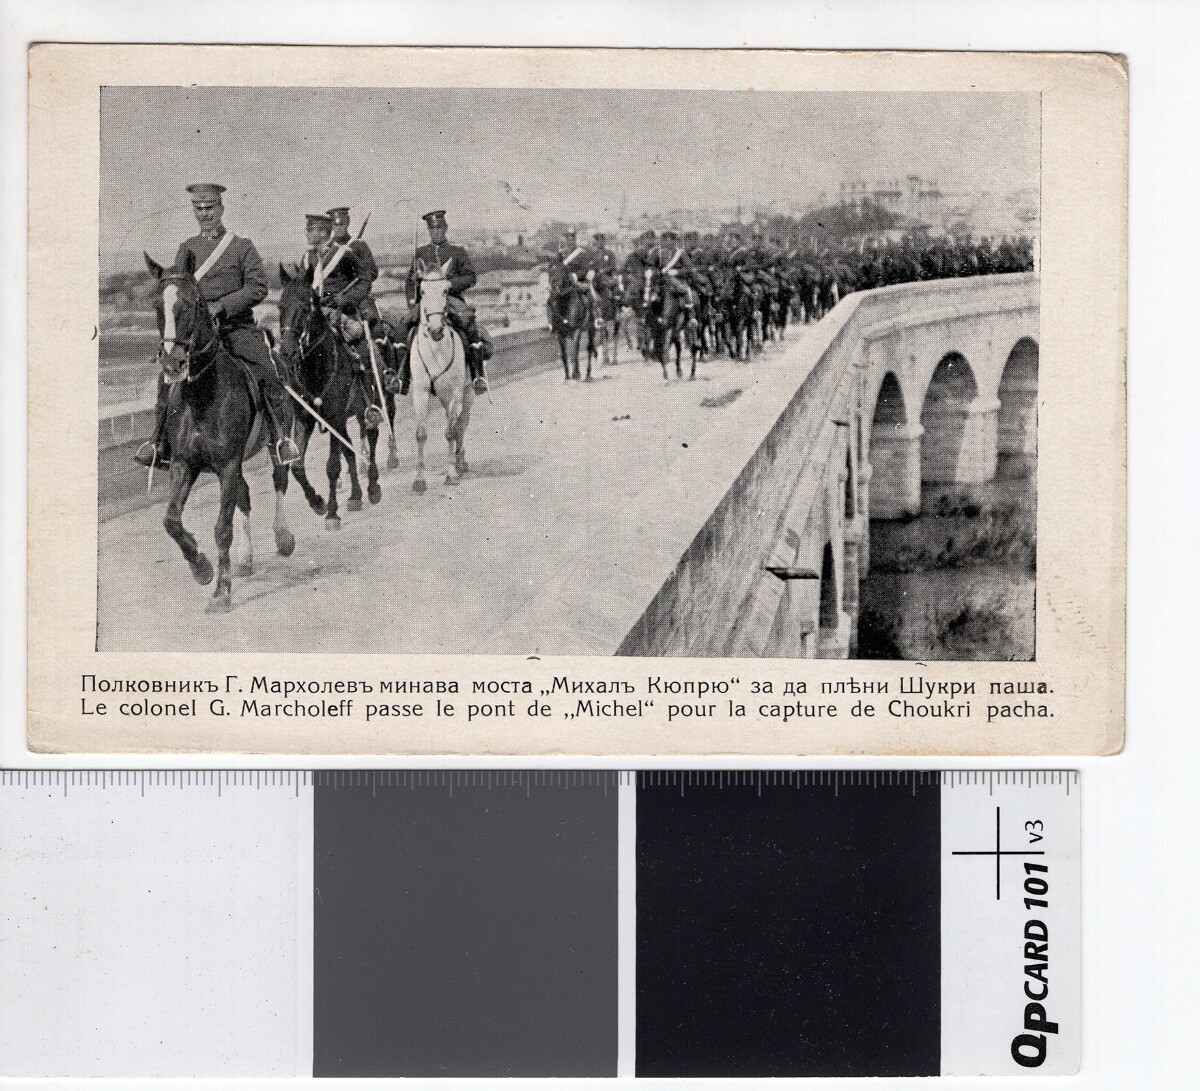 Полковникъ Г. Мархолевъ минава моста „Михалъ Кюпрю“ за да плѣни Шукри паша.
Le colonel G. Marcholeff passe le pont de „Michel“ pour la capture de Choukri pacha.
QPCARD 101 v3